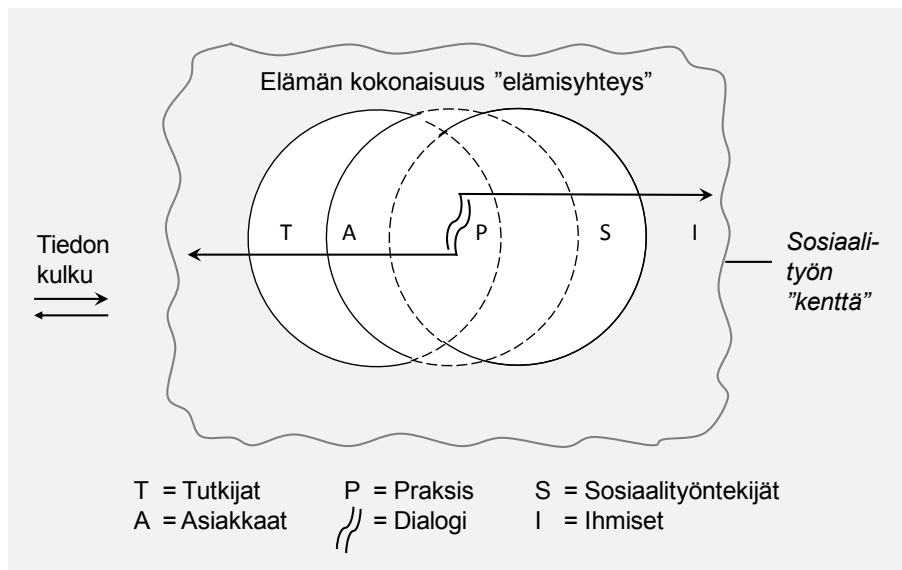 Elämän kokonaisuus ”elämisyhteys”
T A P S I
Tiedon
kulku
Sosiaali-
työn
”kenttä”
T = Tutkijat P = Praksis S = Sosiaalityöntekijät
A = Asiakkaat = Dialogi I = Ihmiset